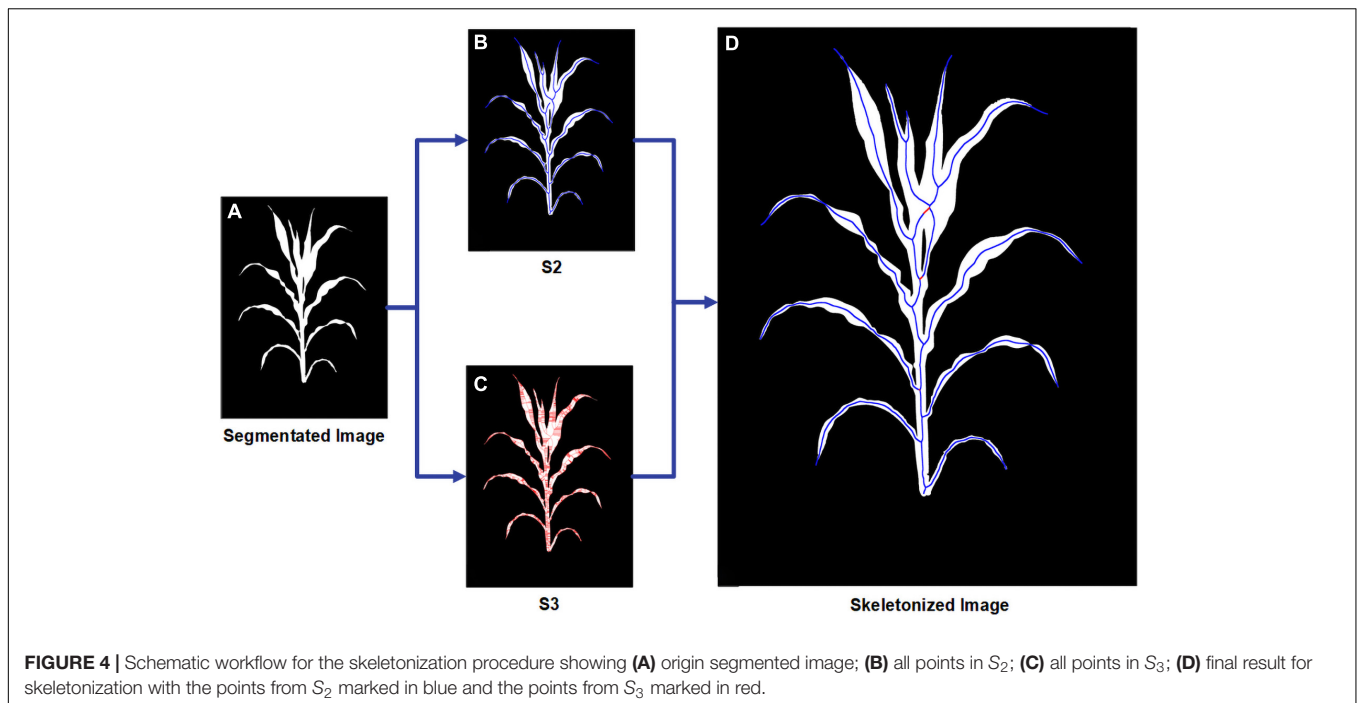 A
Segmentated Image
B
S2
C
S3
D
Skeletonized Image
FIGURE 4 | Schematic workflow for the skeletonization procedure showing (A) origin segmented image; (B) all points in S2; (C) all points in S3; (D) final result for
skeletonization with the points from S2 marked in blue and the points from S3 marked in red.